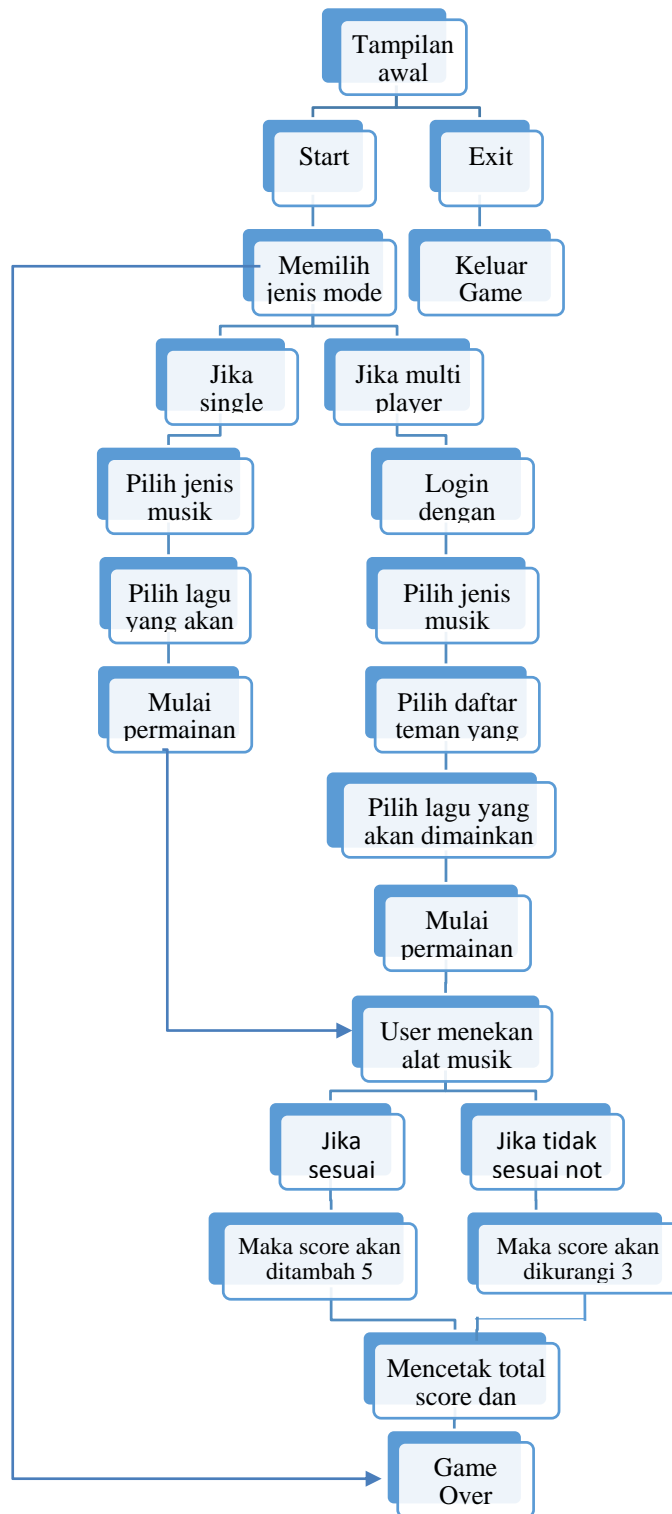 Tampilan
awal
Start
Exit
Memilih
jenis mode
Keluar
Game
Jika
single
Jika multi
player
Pilih jenis
musik
Login
dengan
Pilih lagu
yang akan
Pilih jenis
musik
Mulai
permainan
Pilih daftar
teman yang
Pilih lagu yang
akan dimainkan
Mulai
permainan
User menekan
alat musik
Jika
sesuai
Jika tidak
sesuai not
Maka score akan
ditambah 5
Maka score akan
dikurangi 3
Mencetak total
score dan
Game
Over